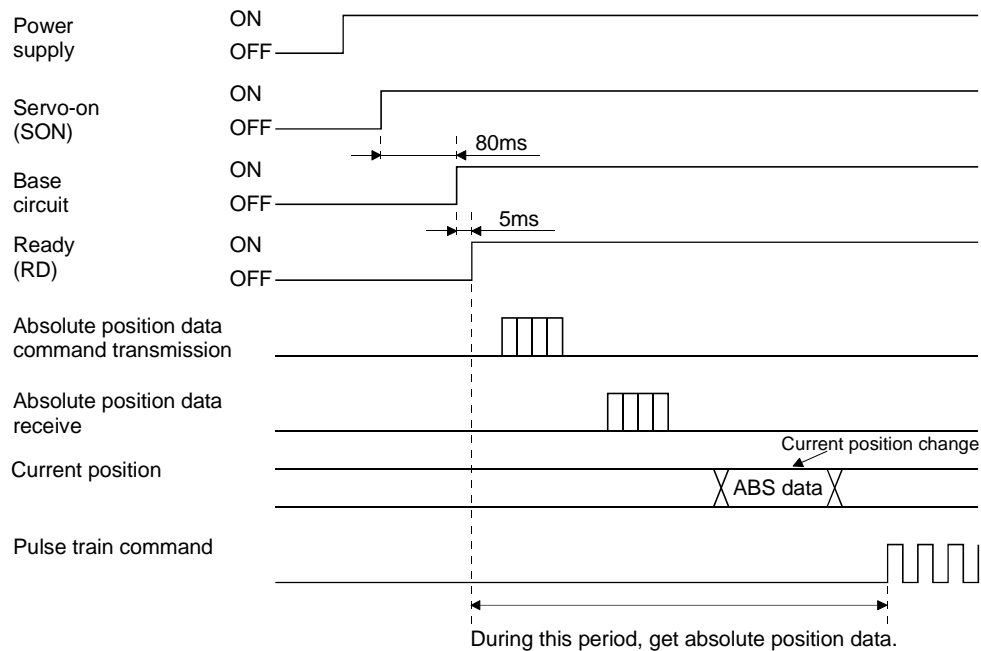 Power
supply
ON
OFF
Servo-on
(SON)
ON
OFF
80ms
Base
circuit
ON
OFF
5ms
Ready
(RD)
ON
OFF
Absolute position data
command transmission
Absolute position data
receive
Current position change
Current position
ABS data
Pulse train command
During this period, get absolute position data.